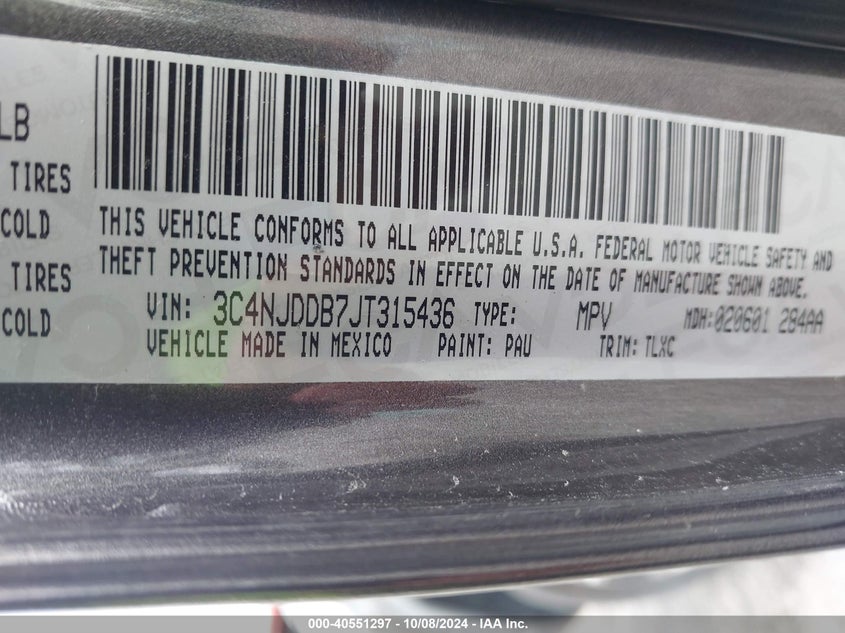 LB
TIRES
COLD
TIRES
COLD
THIS VEHICLE CONFORMS TO ALL APPLICABLE U.S.A. FEDERAL MOTOR VEHICLE SAFETY AND
THEFT PREVENTION STANDARDS IN EFFECT ON THE DATE OF MANUFACTURE SHOWN ABOVE.
VIN: 3C4NJDDB7JT315436 TYPE: MPV MDH:020601 284AA
VEHICLE MADE IN MEXICO PAINT: PAU TRIM: TLXC
000-40551297 - 10/08/2024 - IAA Inc.